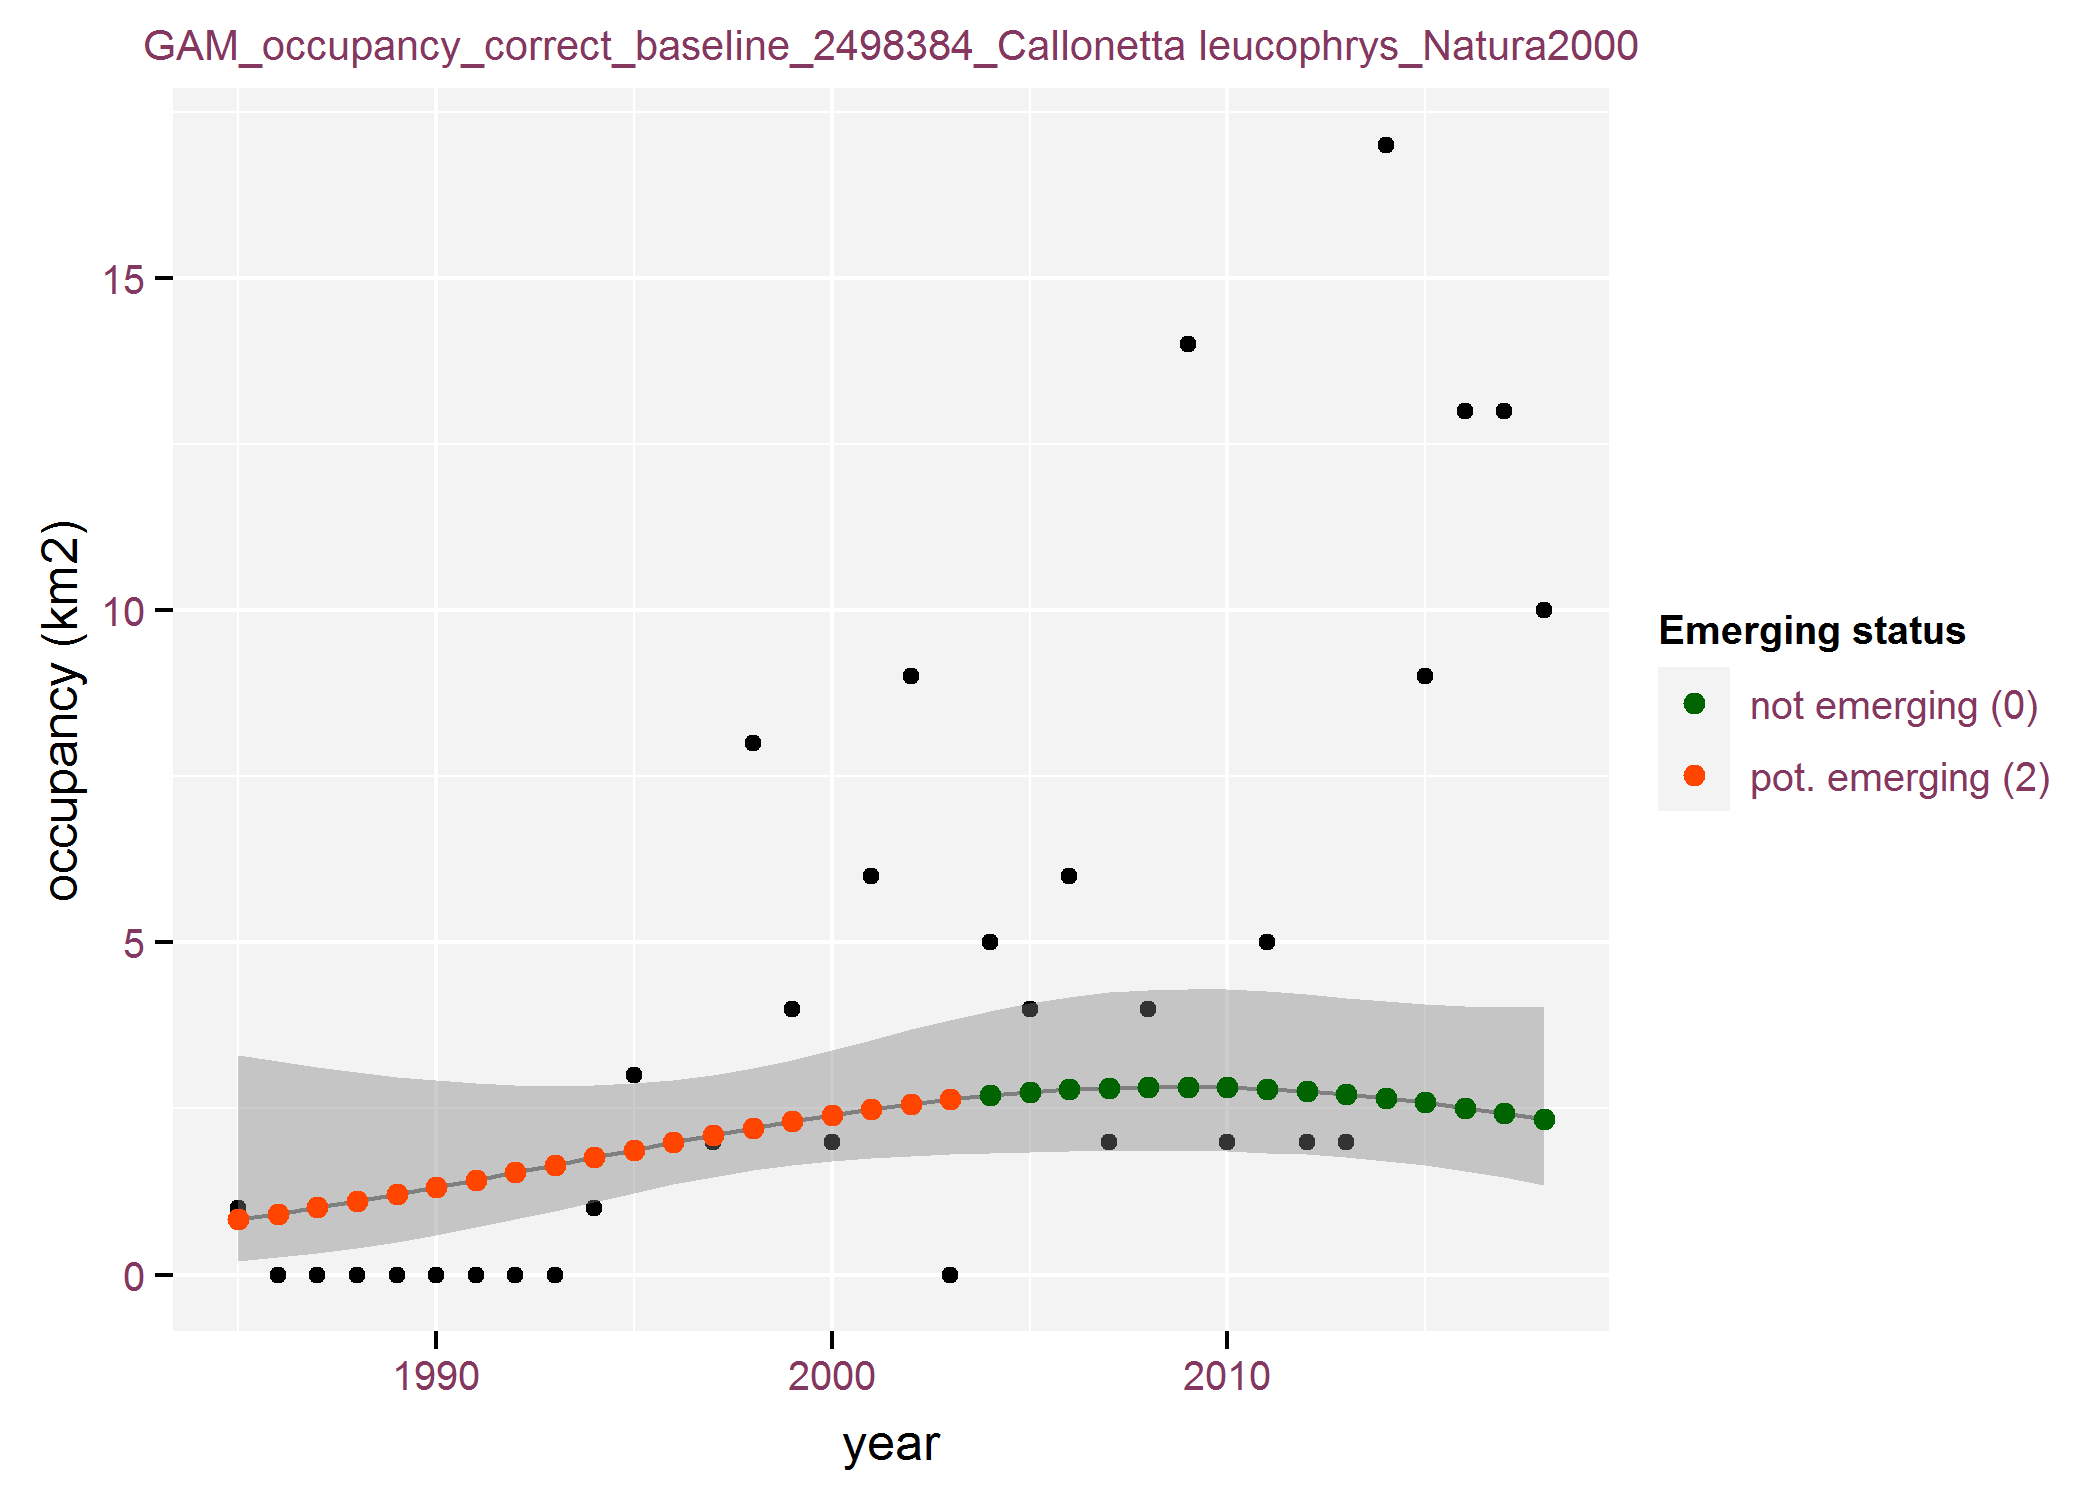 GAM_occupancy_correct_baseline_2498384_Callonetta leucophrys_Natura2000
15
10
5
0
occupancy (km2)
1990
2000
2010
year
Emerging status
not emerging (0)
pot. emerging (2)